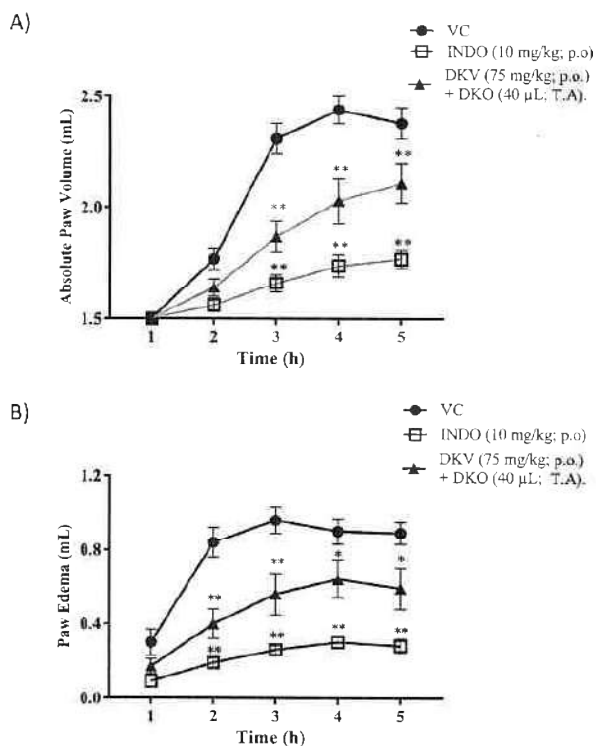 A)
VC
INDO (10 mg/kg; p.o)
DKV (75 mg/kg; p.o.)
+ DKO (40 µL; T.A).
2.5
2.0
1.5
Absolute Paw Volume (mL)
**
**
**
**
**
**
1
2
3
4
5
Time (h)
B)
VC
INDO (10 mg/kg; p.o)
DKV (75 mg/kg; p.o.)
+ DKO (40 µL; T.A).
1.2
0.8
0.4
0.0
Paw Edema (mL)
**
**
*
*
**
**
**
**
1
2
3
4
5
Time (h)